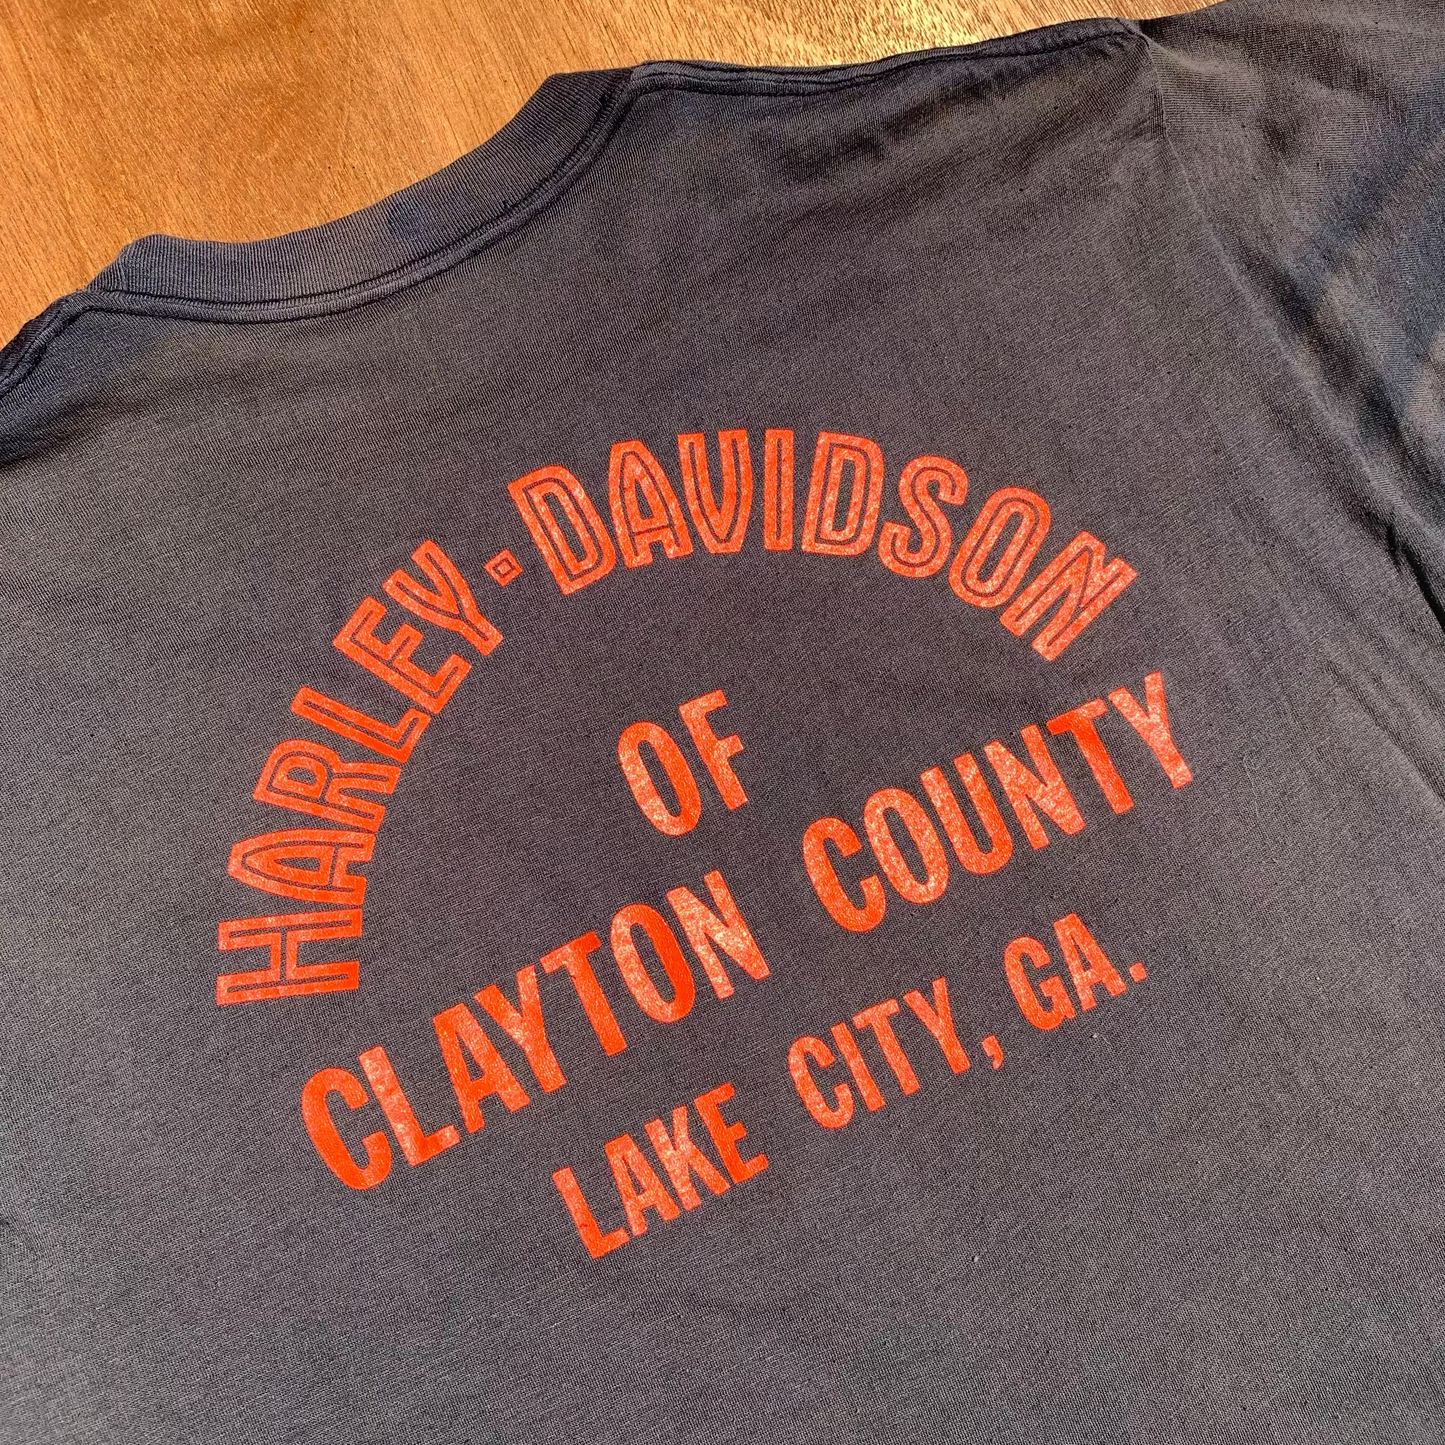 HARLEY-DAVIDSON
OF
CLAYTON COUNTY
LAKE CITY, GA.